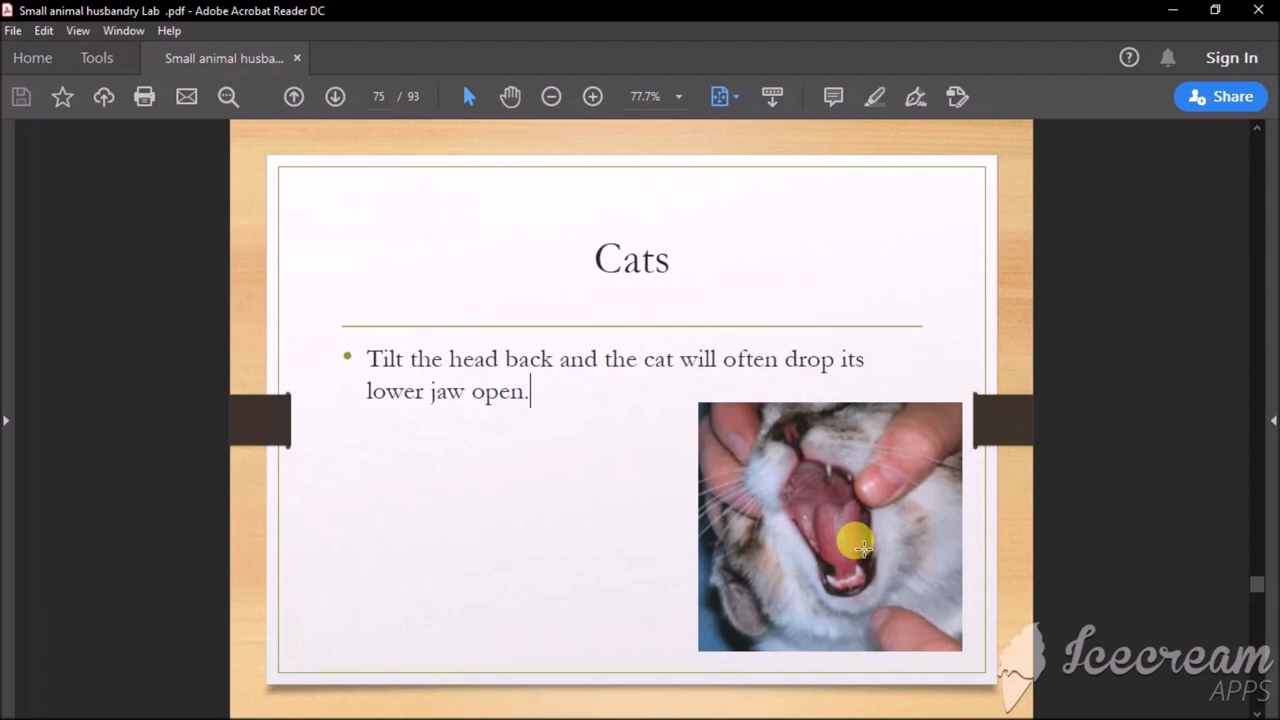 Small animal husbandry Lab .pdf - Adobe Acrobat Reader DC
File Edit View Window Help
Home Tools Small animal husba... Sign In
75 / 93 77.7% Share
Cats
• Tilt the head back and the cat will often drop its
lower jaw open.
Icecream
APPS